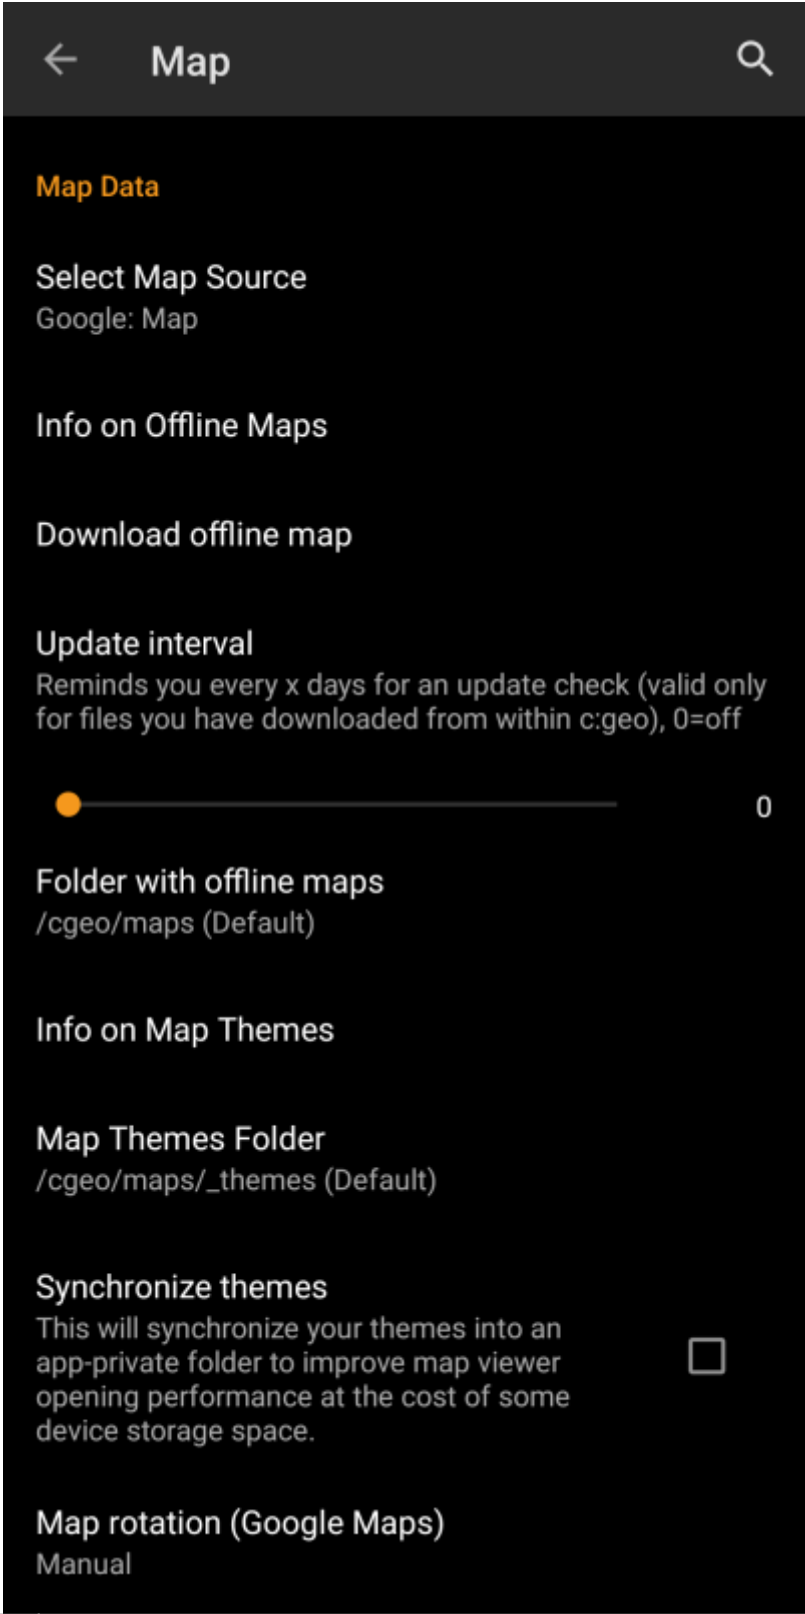 Map
Map Data
Select Map Source
Google: Map
Info on Offline Maps
Download offline map
Update interval
Reminds you every x days for an update check (valid only
for files you have downloaded from within c:geo), 0=off
0
Folder with offline maps
/cgeo/maps (Default)
Info on Map Themes
Map Themes Folder
/cgeo/maps/_themes (Default)
Synchronize themes
This will synchronize your themes into an
app-private folder to improve map viewer
opening performance at the cost of some
device storage space.
Map rotation (Google Maps)
Manual